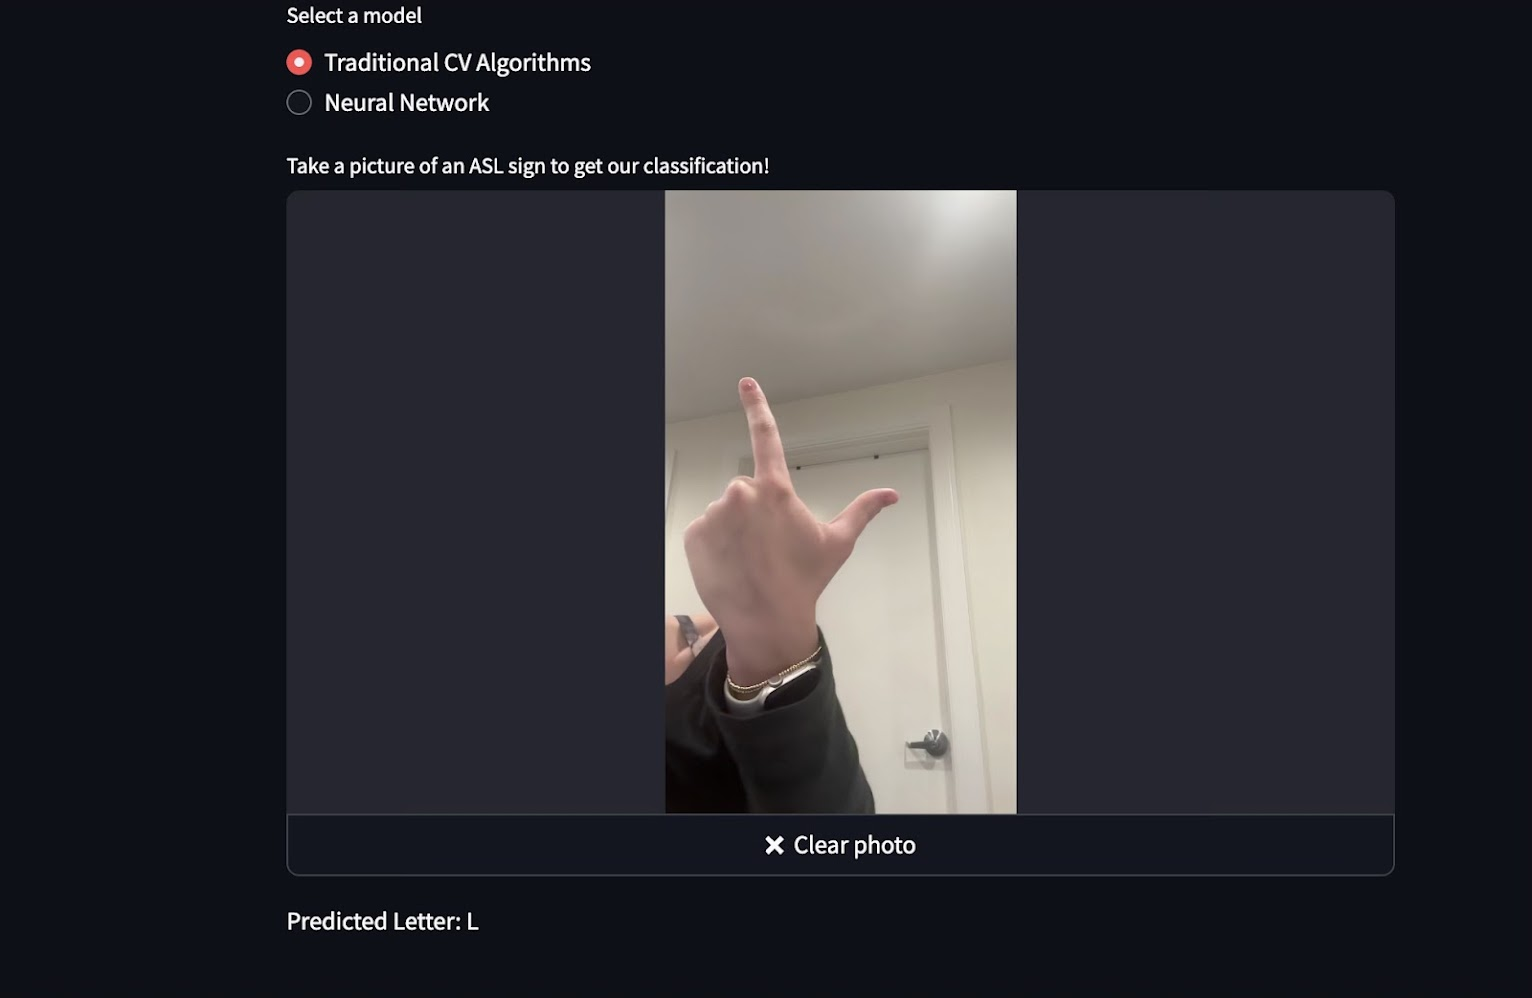 Select a model
Traditional CV Algorithms
Neural Network
Take a picture of an ASL sign to get our classification!
Clear photo
Predicted Letter: L